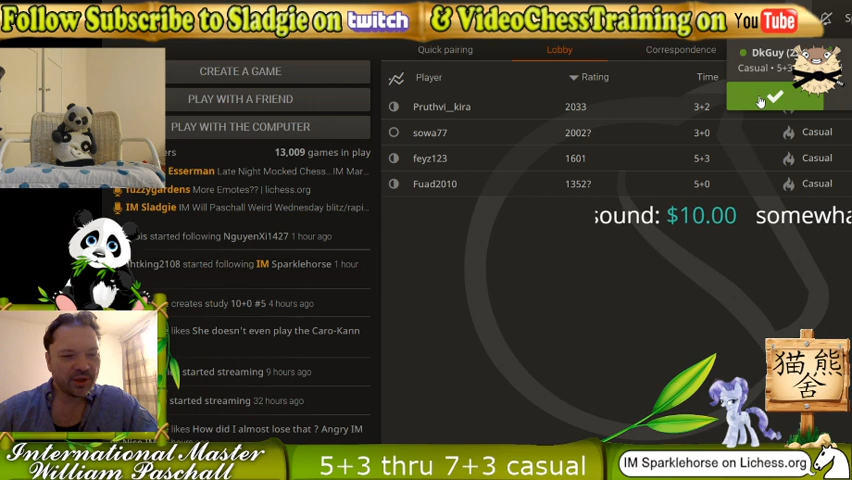 Follow Subscribe to Sladgie on twitch & VideoChessTraining on YouTube
Quick pairing
Lobby
Correspondence
DkGuy
Casual • 5+3
CREATE A GAME
PLAY WITH A FRIEND
PLAY WITH THE COMPUTER
13,009 games in play
Player
Rating
Time
Pruthvi__kira
2033
3+2
sowa77
2002?
3+0
Casual
feyz123
1601
5+3
Casual
Fuad2010
1352?
5+0
Casual
Esserman Late Night Mocked Chess...IM Mar...
fuzzygardens More Emotes?? | lichess.org
IM Sladgie IM Will Paschall Weird Wednesday blitz/rapi...
started following NguyenXi1427 1 hour ago
htking2108 started following IM Sparklehorse 1 hour
creates study 10+0 #5 4 hours ago
likes She doesn't even play the Caro-Kann
started streaming 9 hours ago
started streaming 32 hours ago
likes How did I almost lose that ? Angry IM
sound: $10.00 somewha
猫熊
舍
International Master
William Paschall
5+3 thru 7+3 casual
IM Sparklehorse on Lichess.org